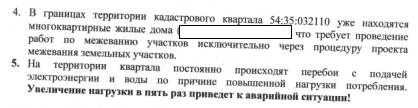 4. В границах территории кадастрового квартала 54:35:032110 уже находятся
многоквартирные жилые дома ( что требует проведение
работ по межеванию участков исключительно через процедуру проекта
межевания земельных участков.
5. На территории квартала постоянно происходят перебои с подачей
электроэнергии и воды по причине повышенной нагрузки потребления.
Увеличение нагрузки в пять раз приведет к аварийной ситуации!